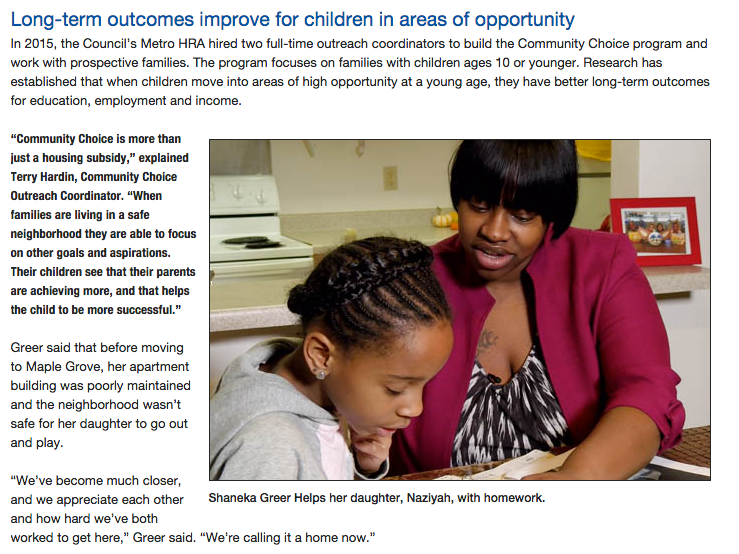 Long-term outcomes improve for children in areas of opportunity
In 2015, the Council's Metro HRA hired two full-time outreach coordinators to build the Community Choice program and
work with prospective families. The program focuses on families with children ages 10 or younger. Research has
established that when children move into areas of high opportunity at a young age, they have better long-term outcomes
for education, employment and income.
“Community Choice is more than
just a housing subsidy,” explained
Terry Hardin, Community Choice
Outreach Coordinator. “When
families are living in a safe
neighborhood they are able to focus
on other goals and aspirations.
Their children see that their parents
are achieving more, and that helps
the child to be more successful.”
Greer said that before moving
to Maple Grove, her apartment
building was poorly maintained
and the neighborhood wasn't
safe for her daughter to go out
and play.
“We've become much closer,
and we appreciate each other
and how hard we've both
worked to get here,” Greer said. “We're calling it a home now.”
Shaneka Greer Helps her daughter, Naziyah, with homework.